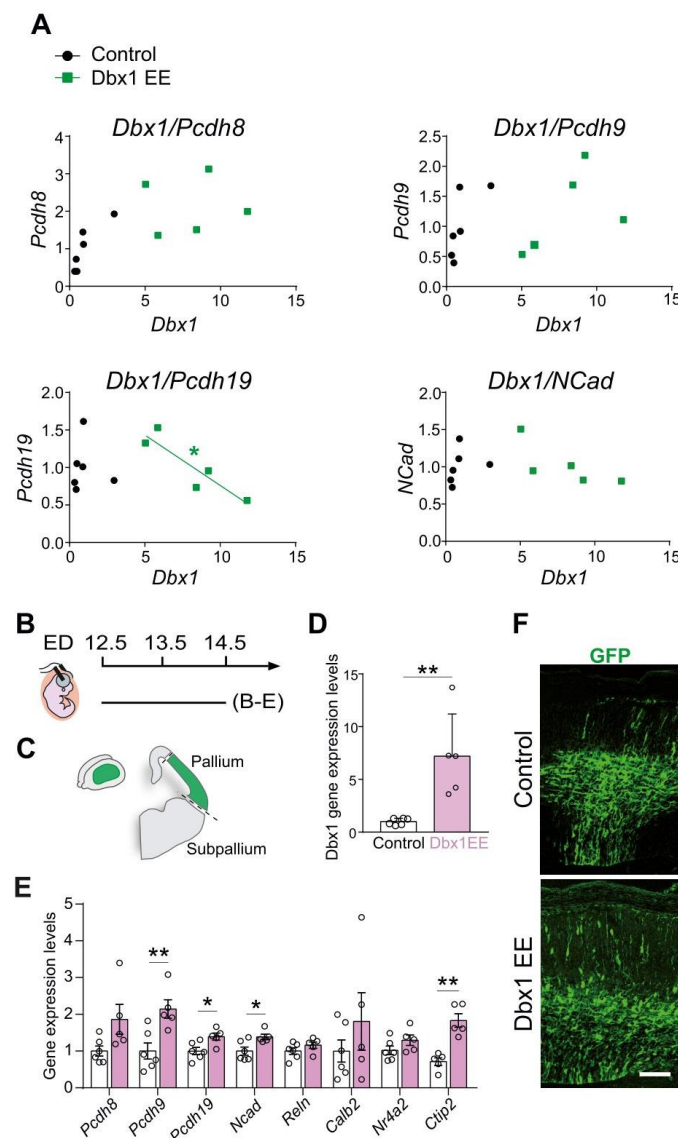 A
Control
Dbx1 EE
Dbx1/Pcdh8
Pcdh8
4
3
2
1
0
0 5 10 15
Dbx1
Dbx1/Pcdh9
Pcdh9
2.5
2.0
1.5
1.0
0.5
0.0
0 5 10 15
Dbx1
Dbx1/Pcdh19
Pcdh19
2.0
1.5
1.0
0.5
0.0
*
0 5 10 15
Dbx1
Dbx1/NCad
NCad
2.0
1.5
1.0
0.5
0.0
0 5 10 15
Dbx1
B
ED 12.5 13.5 14.5
(B-E)
C
Pallium
Subpallium
D
Dbx1 gene expression levels
15
10
5
0
**
Control Dbx1EE
E
Gene expression levels
5
4
3
2
1
0
** * * **
Pcdh8 Pcdh9 Pcdh19 Ncad Reln Calb2 Nr4a2 Ctip2
F
GFP
Control
Dbx1 EE